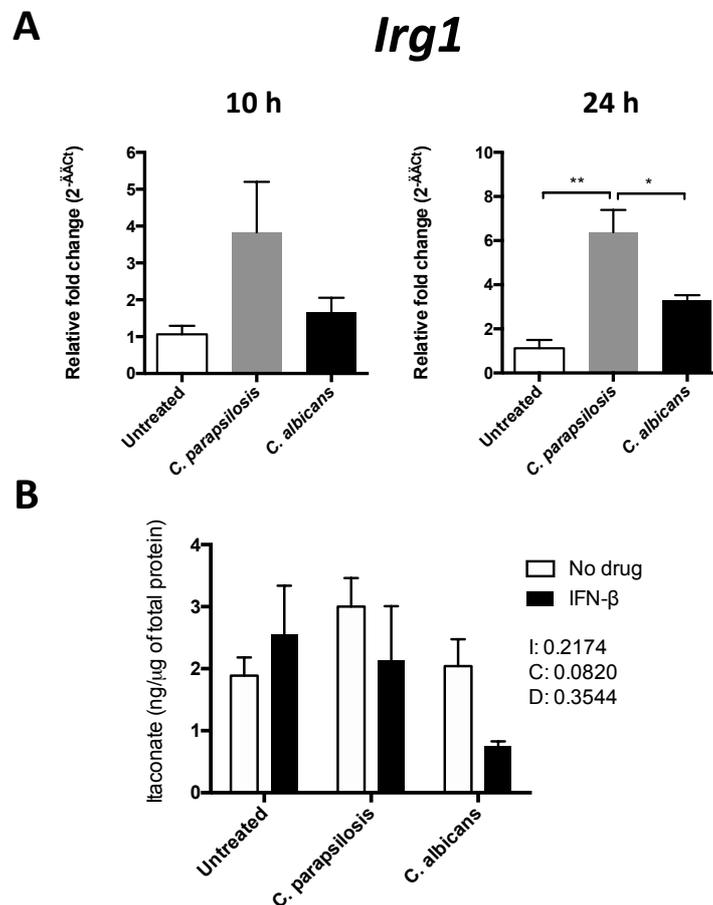 A
Irg1
10 h
24 h
Relative fold change (2-ÄÄCt)
6
5
4
3
2
1
0
Untreated
C. parapsilosis
C. albicans
Relative fold change (2-ÄÄCt)
10
8
6
4
2
0
**
*
Untreated
C. parapsilosis
C. albicans
B
Itaconate (ng/µg of total protein)
4
3
2
1
0
Untreated
C. parapsilosis
C. albicans
No drug
IFN-β
I: 0.2174
C: 0.0820
D: 0.3544